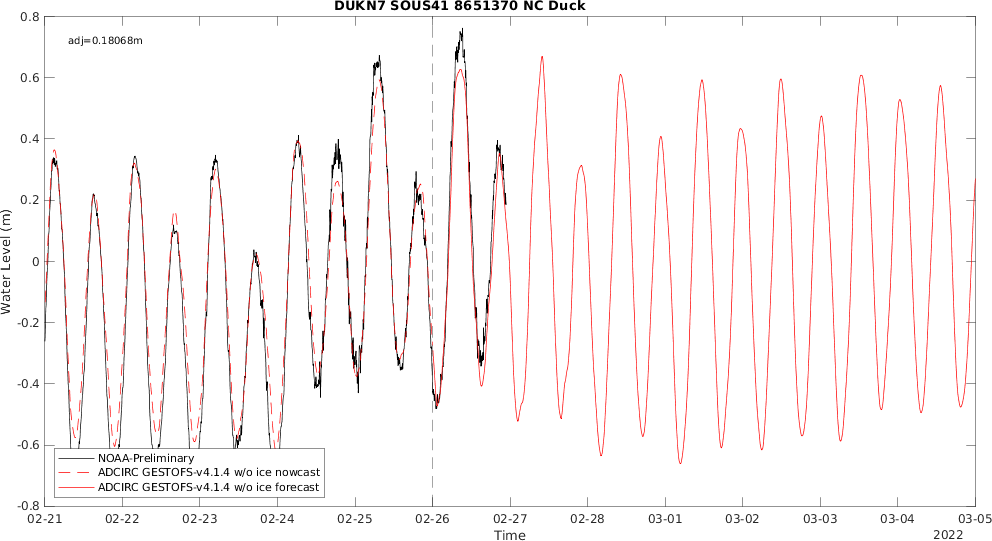 DUKN7 SOUS41 8651370 NC Duck
adj=0.18068m
0.8
0.6
0.4
0.2
0
-0.2
-0.4
-0.6
-0.8
Water Level (m)
NOAA-Preliminary
ADCIRC GESTOFS-v4.1.4 w/o ice nowcast
ADCIRC GESTOFS-v4.1.4 w/o ice forecast
02-21 02-22 02-23 02-24 02-25 02-26 02-27 02-28 03-01 03-02 03-03 03-04 03-05
Time
2022